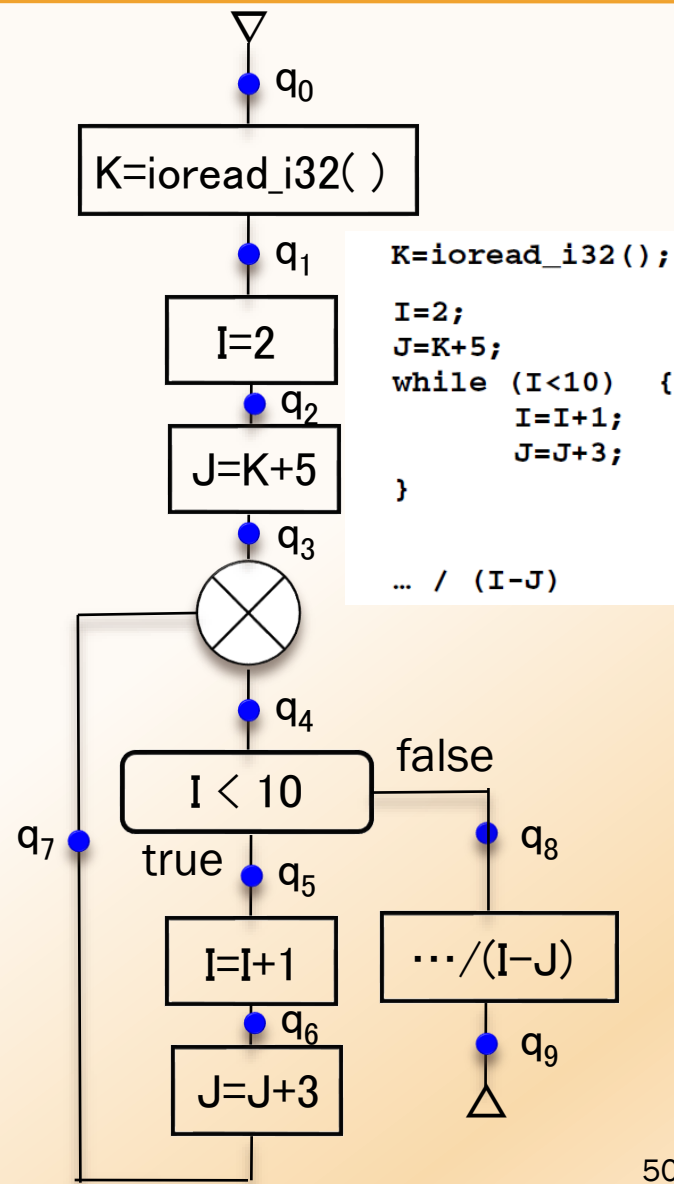 q₀
K=ioread_i32( )
q₁
I=2
q₂
J=K+5
q₃
q₄
I < 10
false
true
q₅
q₇
q₈
I=I+1
…/(I-J)
q₆
q₉
J=J+3
K=ioread_i32();
I=2;
J=K+5;
while (I<10) {
I=I+1;
J=J+3;
}
… / (I-J)
50